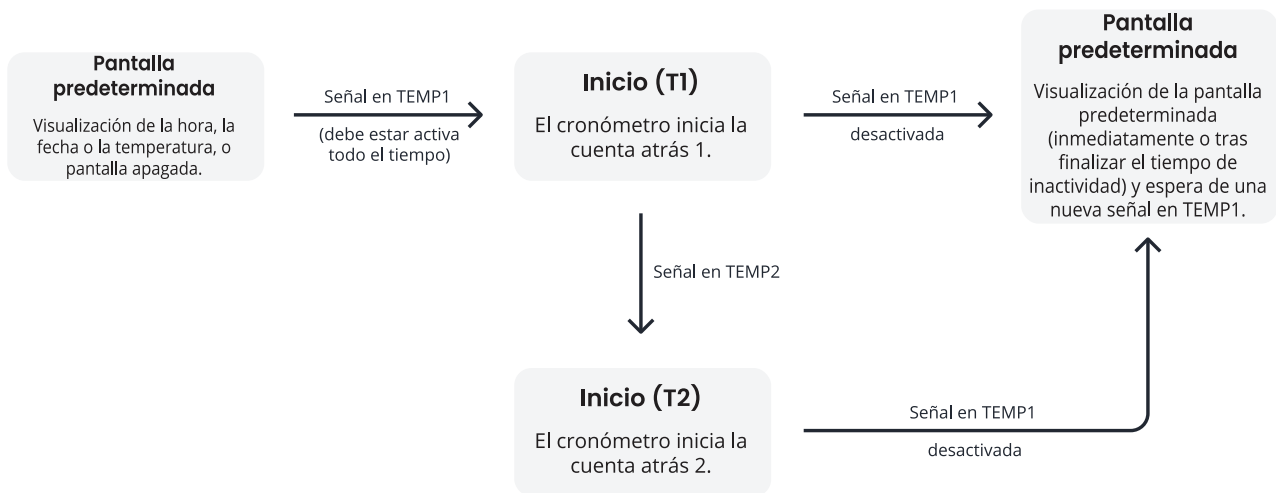 Pantalla
predeterminada
Visualización de la hora, la
fecha o la temperatura, o
pantalla apagada.
Señal en TEMP1
(debe estar activa
todo el tiempo)
Inicio (T1)
El cronómetro inicia la
cuenta atrás 1.
Señal en TEMP1
desactivada
Pantalla
predeterminada
Visualización de la pantalla
predeterminada
(inmediatamente o tras
finalizar el tiempo de
inactividad) y espera de una
nueva señal en TEMP1.
Señal en TEMP2
Inicio (T2)
El cronómetro inicia la
cuenta atrás 2.
Señal en TEMP1
desactivada